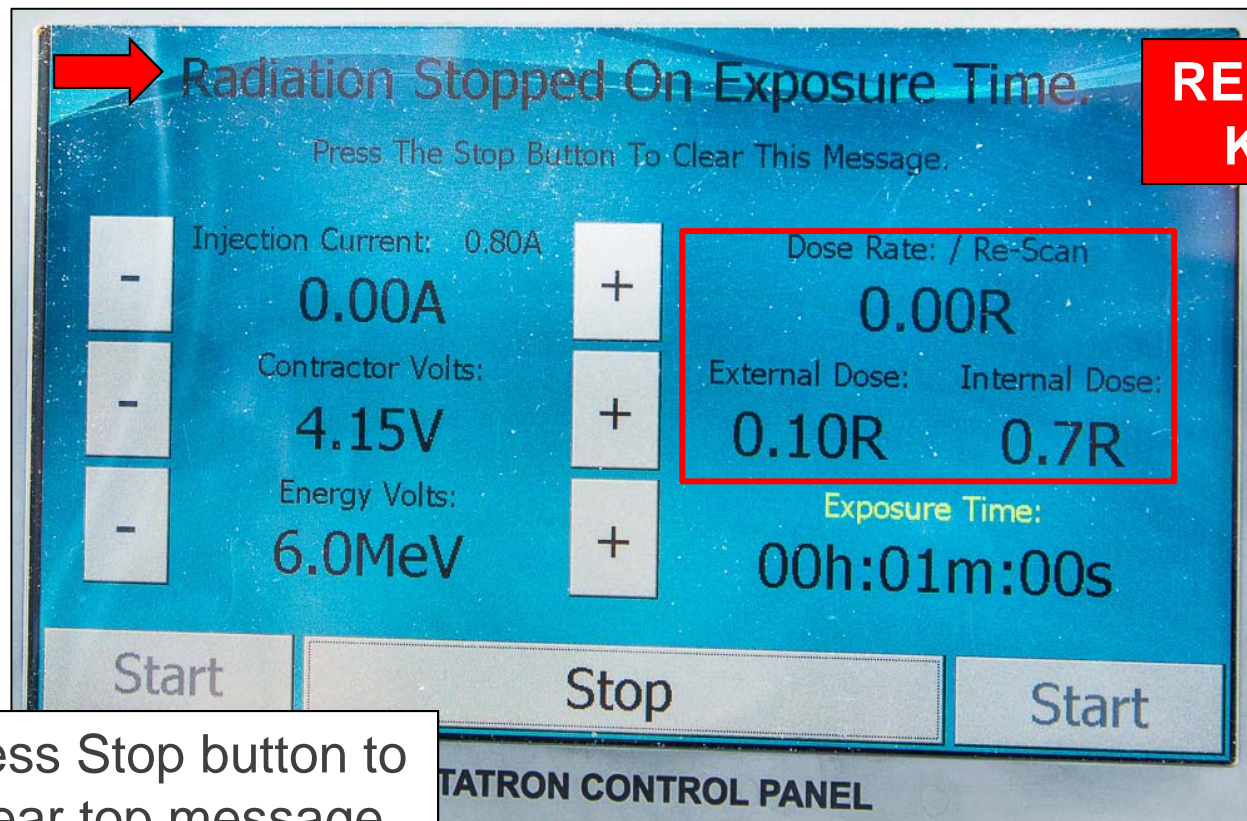 Radiation Stopped On Exposure Time.
RE
K
Press The Stop Button To Clear This Message.
Injection Current: 0.80A
- 0.00A +
Dose Rate: / Re-Scan
0.00R
Contractor Volts:
- 4.15V +
External Dose: Internal Dose:
0.10R 0.7R
Energy Volts:
- 6.0MeV +
Exposure Time:
00h:01m:00s
Start Stop Start
ess Stop button to
ear top message
TATRON CONTROL PANEL